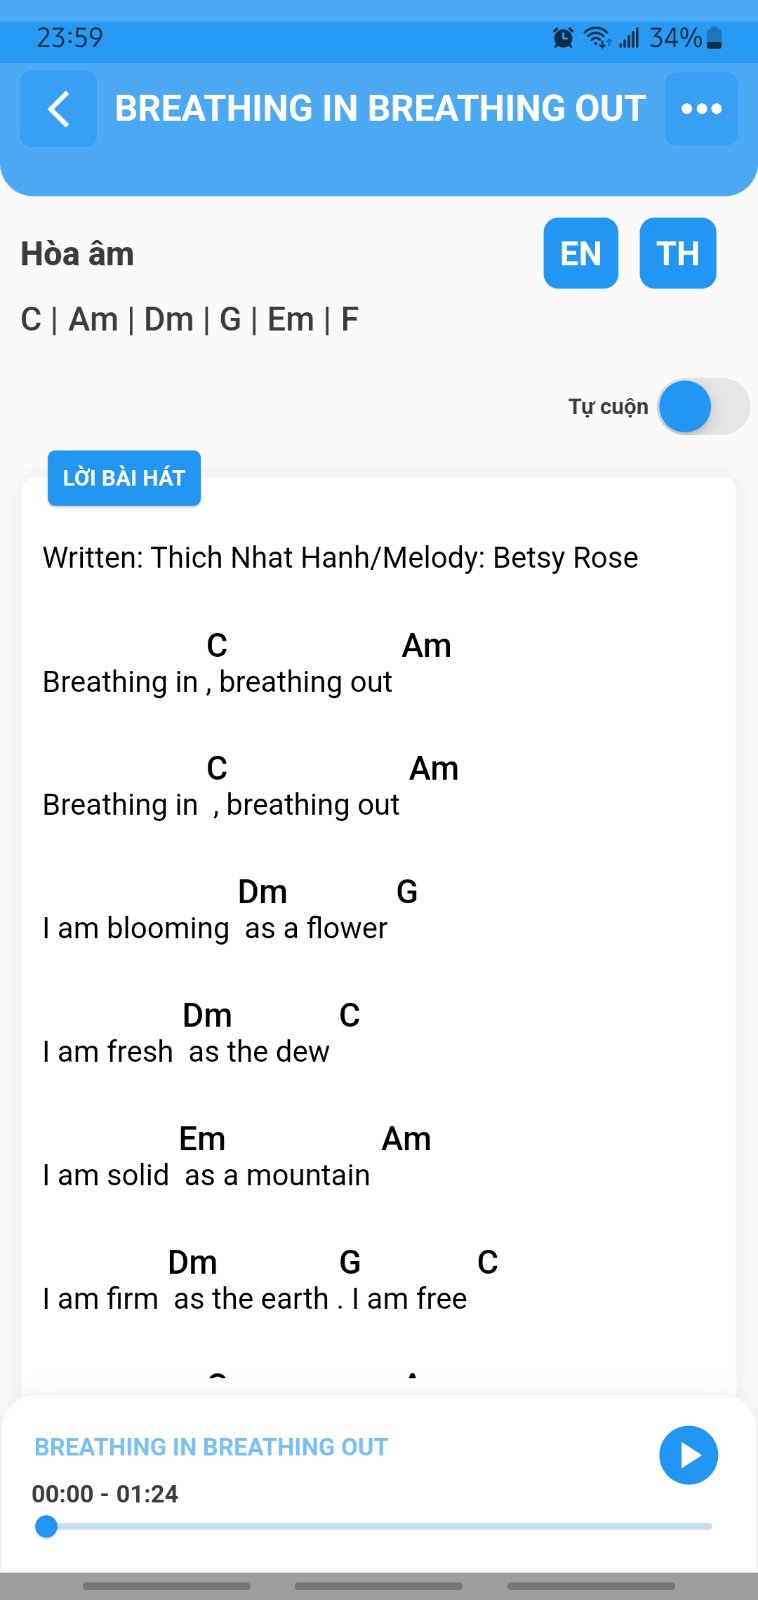 23:59
34%
BREATHING IN BREATHING OUT
Hòa âm
EN TH
C | Am | Dm | G | Em | F
Tự cuộn
LỜI BÀI HÁT
Written: Thich Nhat Hanh/Melody: Betsy Rose
C Am
Breathing in , breathing out
C Am
Breathing in , breathing out
Dm G
I am blooming as a flower
Dm C
I am fresh as the dew
Em Am
I am solid as a mountain
Dm G C
I am firm as the earth . I am free
BREATHING IN BREATHING OUT
00:00 - 01:24